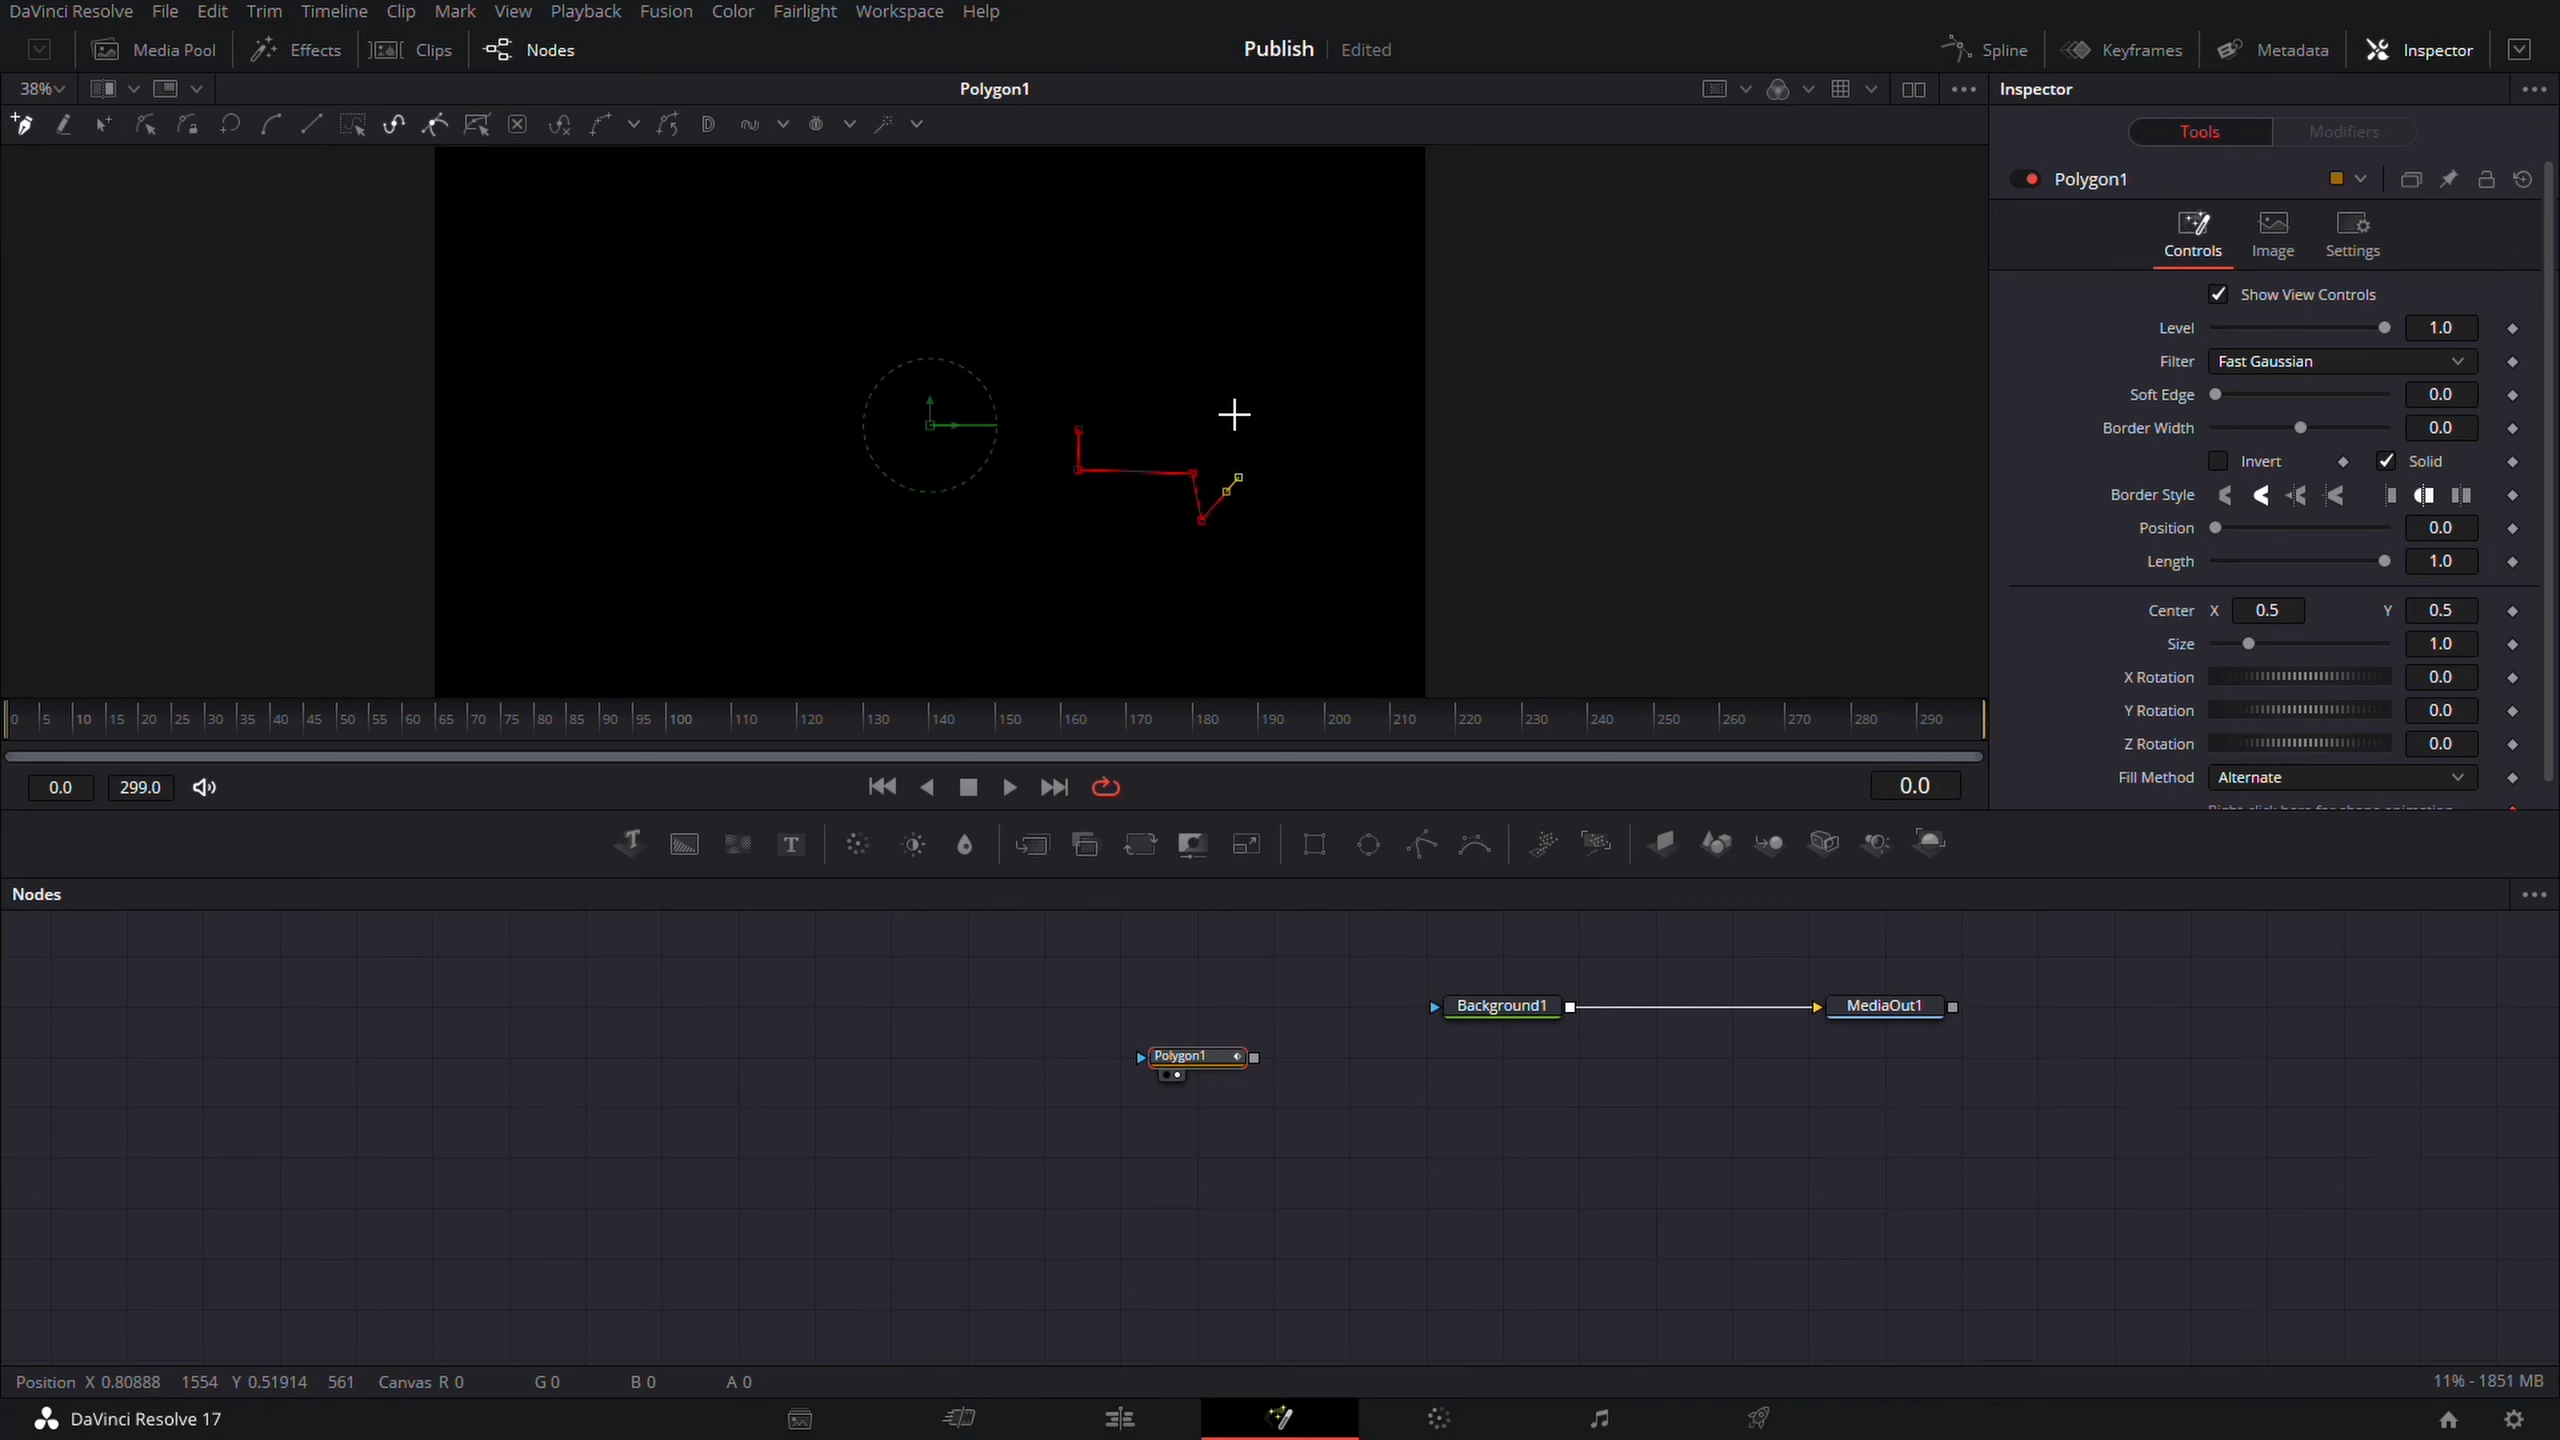 DaVinci Resolve File Edit Trim Timeline Clip Mark View Playback Fusion Color Fairlight Workspace Help
Media Pool Effects Clips Nodes Publish Edited Spline Keyframes Metadata Inspector
38% Polygon1 Inspector
Tools Modifiers
Polygon1
Controls Image Settings
Show View Controls
Level 1.0
Filter Fast Gaussian
Soft Edge 0.0
Border Width 0.0
Invert Solid
Border Style
Position 0.0
Length 1.0
Center X 0.5 Y 0.5
Size 1.0
X Rotation 0.0
Y Rotation 0.0
Z Rotation 0.0
Fill Method Alternate
Right-click here for shape animation
0 5 10 15 20 25 30 35 40 45 50 55 60 65 70 75 80 85 90 95 100 110 120 130 140 150 160 170 180 190 200 210 220 230 240 250 260 270 280 290
0.0 299.0 0.0
T
Nodes
Background1 MediaOut1
Polygon1
Position X 0.80888 1554 Y 0.51914 561 Canvas R 0 G 0 B 0 A 0 11% - 1851 MB
DaVinci Resolve 17